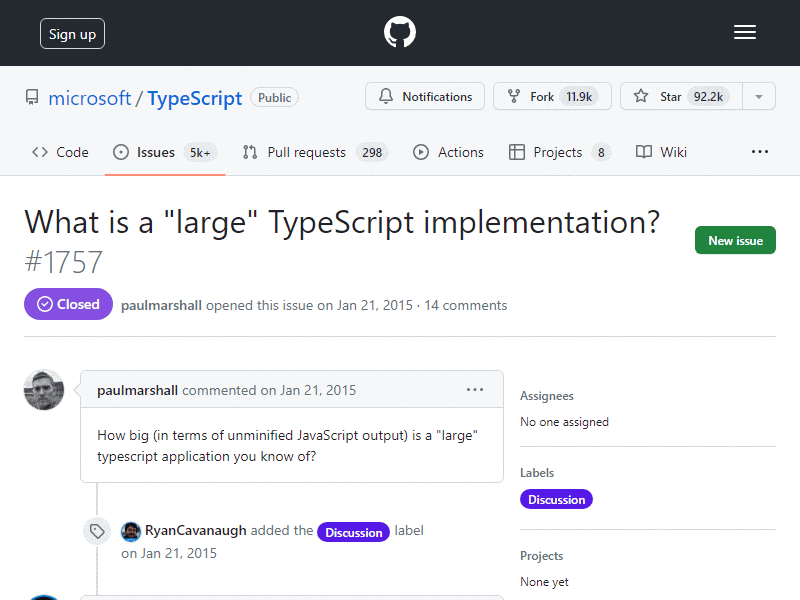 Sign up
microsoft / TypeScript Public
Notifications Fork 11.9k Star 92.2k
Code Issues 5k+ Pull requests 298 Actions Projects 8 Wiki
What is a "large" TypeScript implementation?
#1757
New issue
Closed paulmarshall opened this issue on Jan 21, 2015 · 14 comments
paulmarshall commented on Jan 21, 2015
How big (in terms of unminified JavaScript output) is a "large"
typescript application you know of?
RyanCavanaugh added the Discussion label
on Jan 21, 2015
Assignees
No one assigned
Labels
Discussion
Projects
None yet